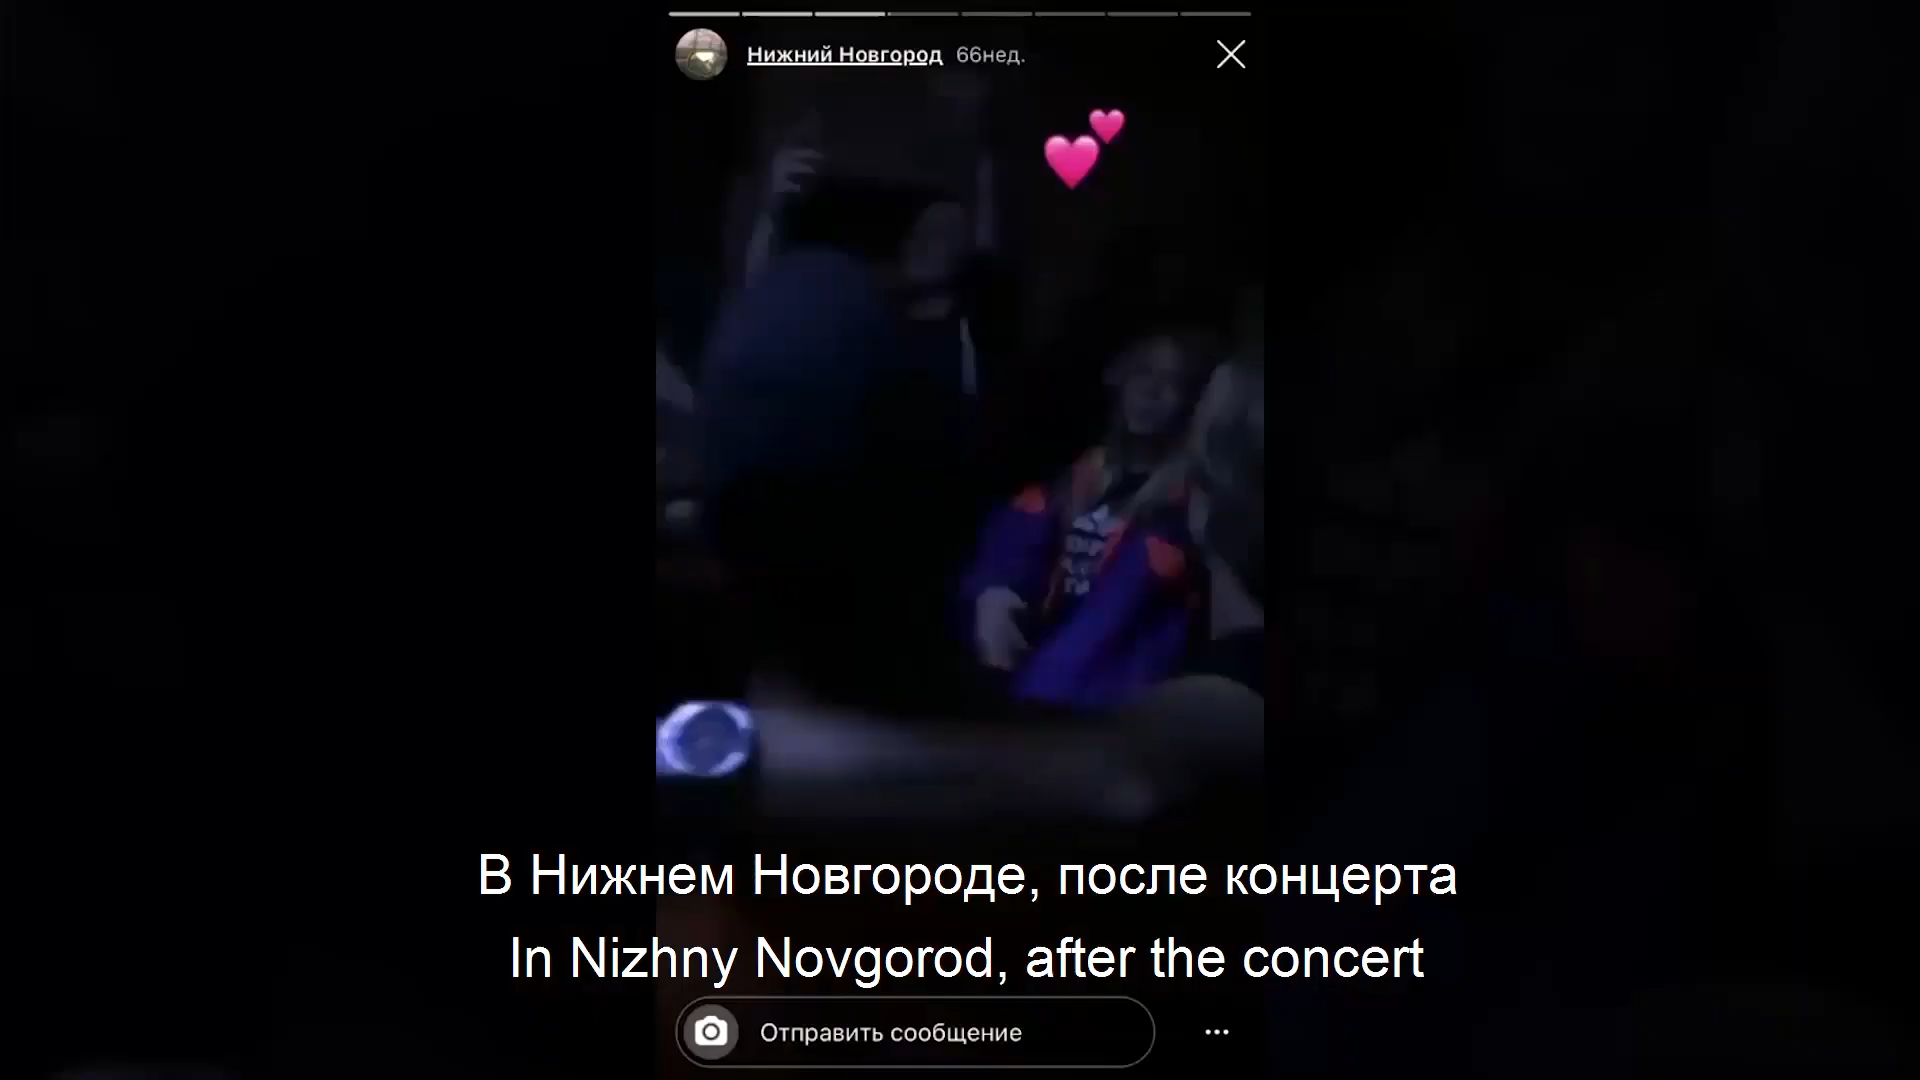 Нижний Новгород 66нед.
В Нижнем Новгороде, после концерта
In Nizhny Novgorod, after the concert
Отправить сообщение